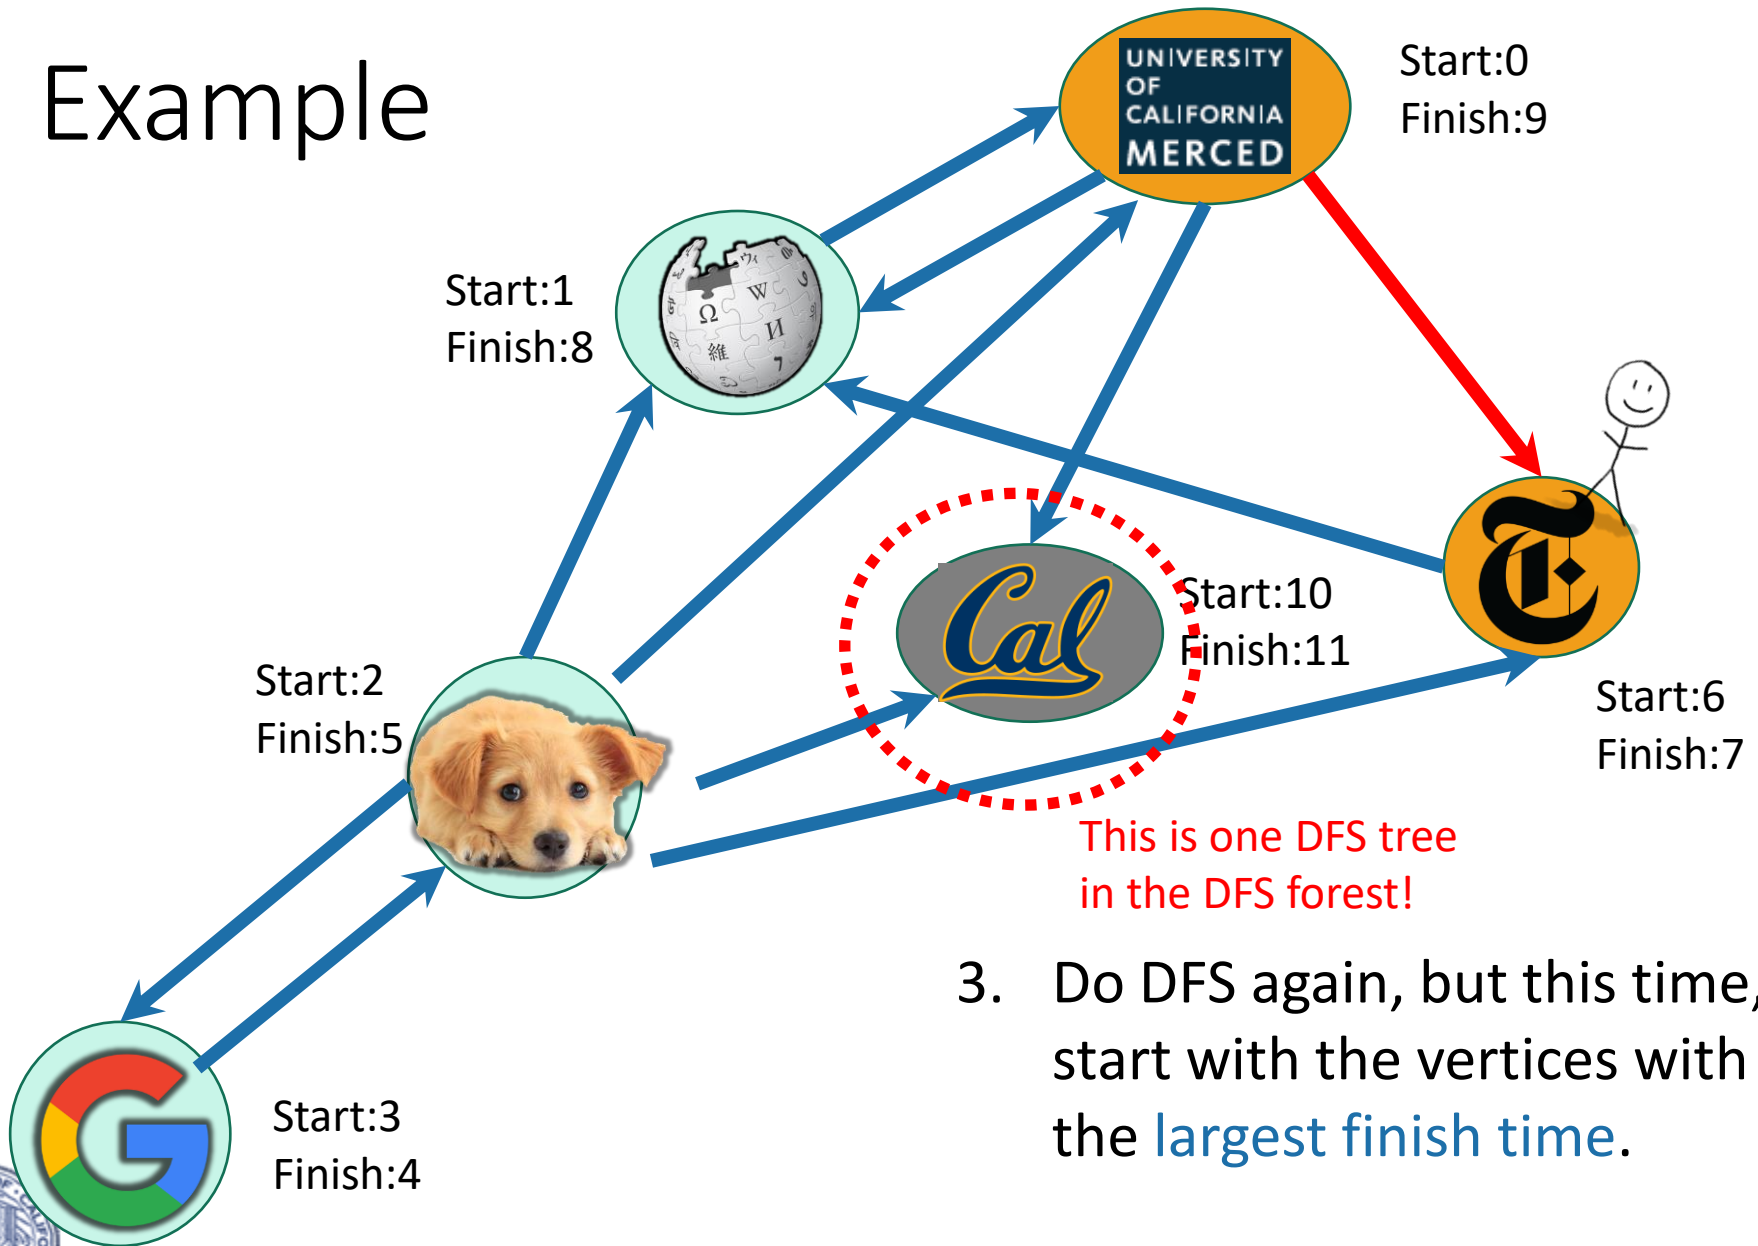 Example
UNIVERSITY
OF
CALIFORNIA
MERCED
Start:0
Finish:9
Start:1
Finish:8
Ω
W
И
維
Cal
Start:10
Finish:11
T
Start:2
Finish:5
Start:6
Finish:7
This is one DFS tree
in the DFS forest!
3. Do DFS again, but this time,
start with the vertices with
the largest finish time.
G
Start:3
Finish:4